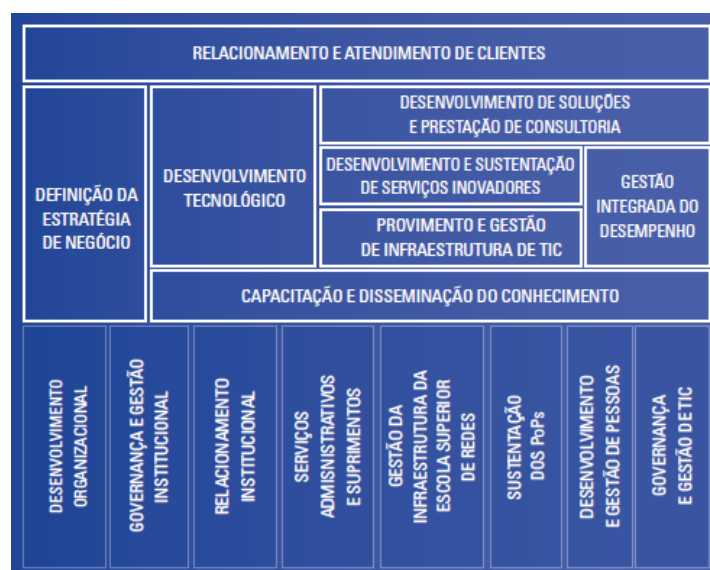 RELACIONAMENTO E ATENDIMENTO DE CLIENTES
DEFINIÇÃO DA
ESTRATÉGIA
DE NEGÓCIO
DESENVOLVIMENTO
TECNOLÓGICO
DESENVOLVIMENTO DE SOLUÇÕES
E PRESTAÇÃO DE CONSULTORIA
DESENVOLVIMENTO E SUSTENTAÇÃO
DE SERVIÇOS INOVADORES
GESTÃO
INTEGRADA DO
DESEMPENHO
PROVIMENTO E GESTÃO
DE INFRAESTRUTURA DE TIC
CAPACITAÇÃO E DISSEMINAÇÃO DO CONHECIMENTO
DESENVOLVIMENTO
ORGANIZACIONAL
GOVERNANÇA E GESTÃO
INSTITUCIONAL
RELACIONAMENTO
INSTITUCIONAL
SERVIÇOS
ADMISNISTRATIVOS
E SUPRIMENTOS
GESTÃO DA
INFRAESTRUTURA DA
ESCOLA SUPERIOR
DE REDES
SUSTENTAÇÃO
DOS PoPs
DESENVOLVIMENTO
E GESTÃO DE PESSOAS
GOVERNANÇA
E GESTÃO DE TIC